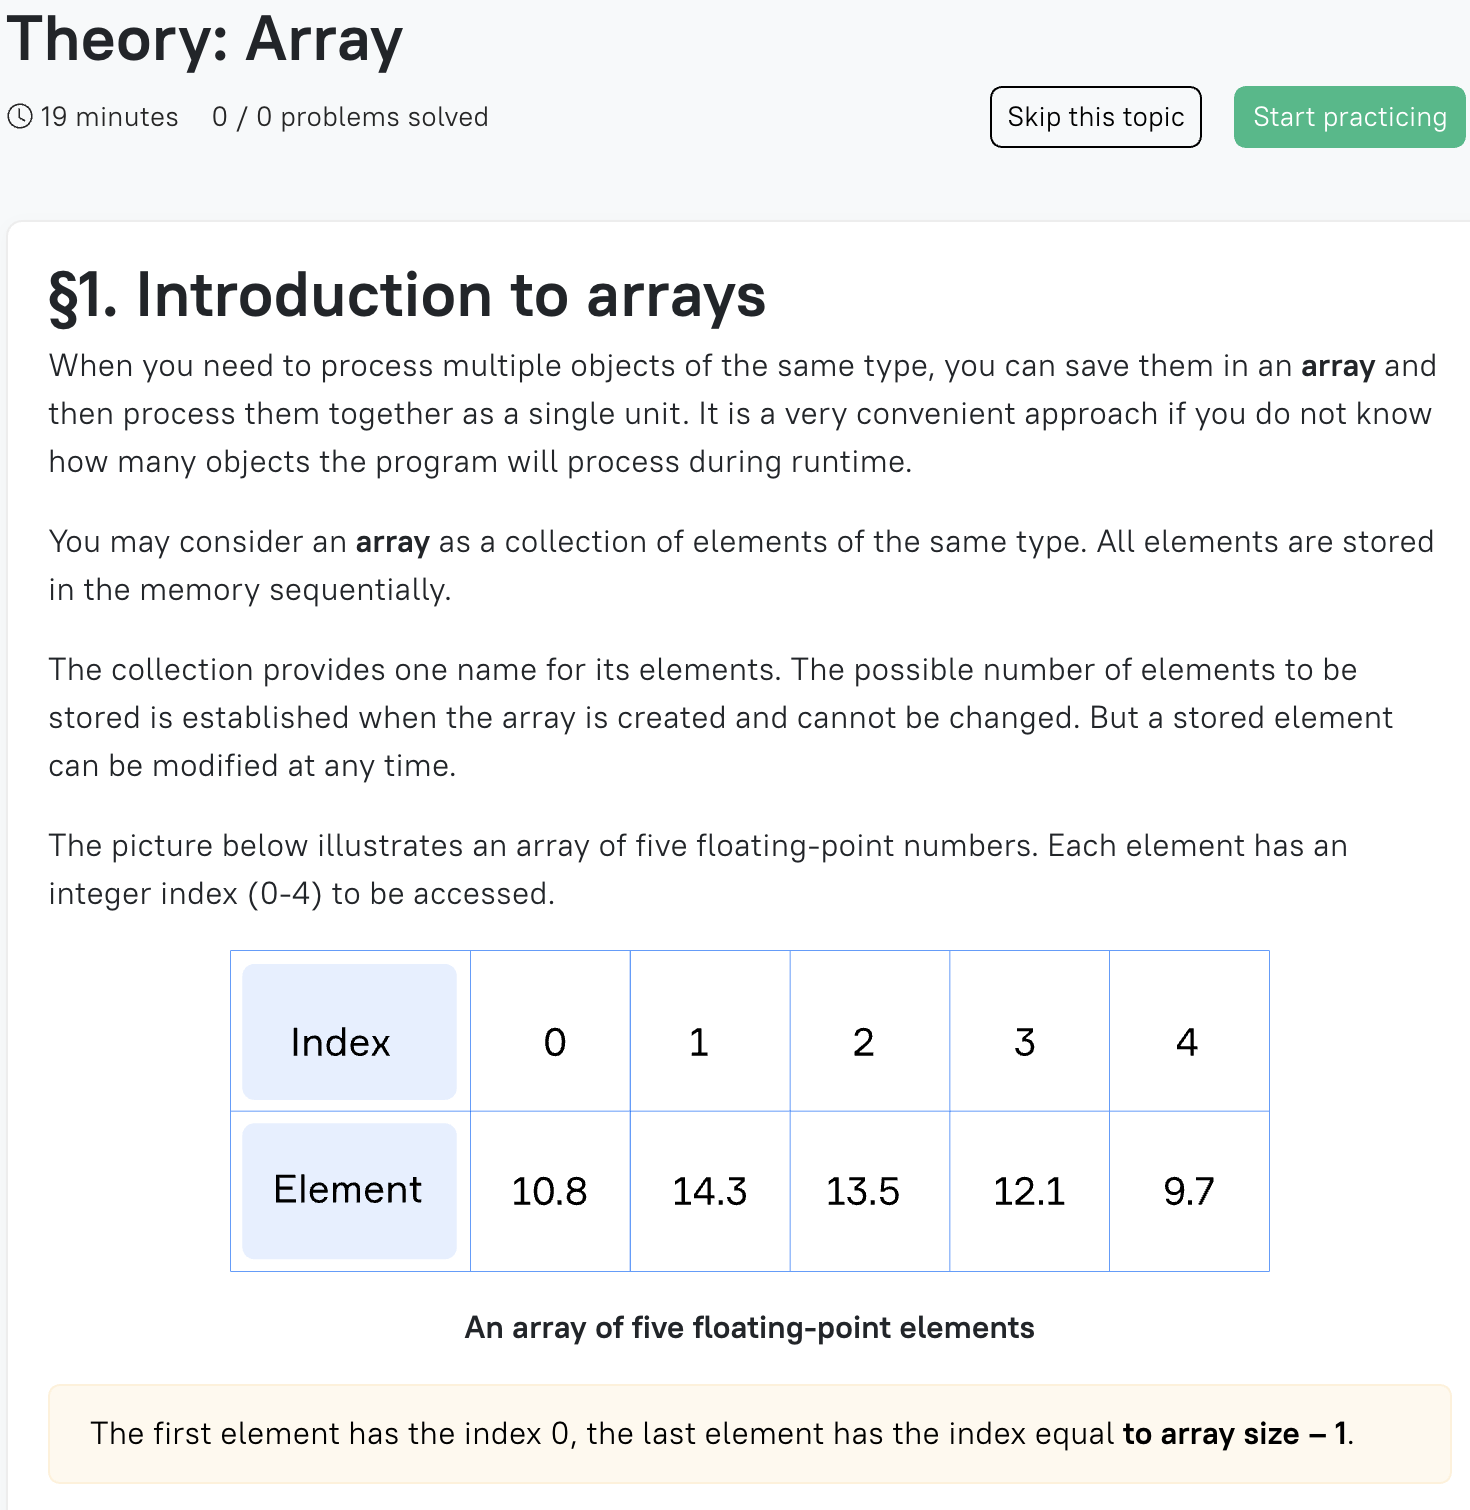 Theory: Array
19 minutes 0 / 0 problems solved
Skip this topic
Start practicing
§1. Introduction to arrays
When you need to process multiple objects of the same type, you can save them in an array and
then process them together as a single unit. It is a very convenient approach if you do not know
how many objects the program will process during runtime.
You may consider an array as a collection of elements of the same type. All elements are stored
in the memory sequentially.
The collection provides one name for its elements. The possible number of elements to be
stored is established when the array is created and cannot be changed. But a stored element
can be modified at any time.
The picture below illustrates an array of five floating-point numbers. Each element has an
integer index (0-4) to be accessed.
Index 0 1 2 3 4
Element 10.8 14.3 13.5 12.1 9.7
An array of five floating-point elements
The first element has the index 0, the last element has the index equal to array size – 1.